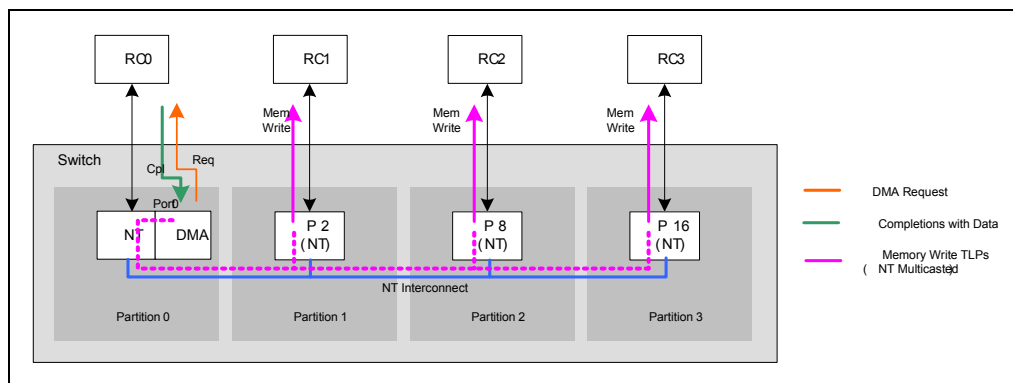 RC0
RC1
RC2
RC3
Mem
Write
Mem
Write
Mem
Write
Switch
Cpl
Req
Port0
NT
DMA
P 2
(NT)
P 8
(NT)
P 16
(NT)
NT Interconnect
Partition 0
Partition 1
Partition 2
Partition 3
DMA Request
Completions with Data
Memory Write TLPs
(NT Multicasted)